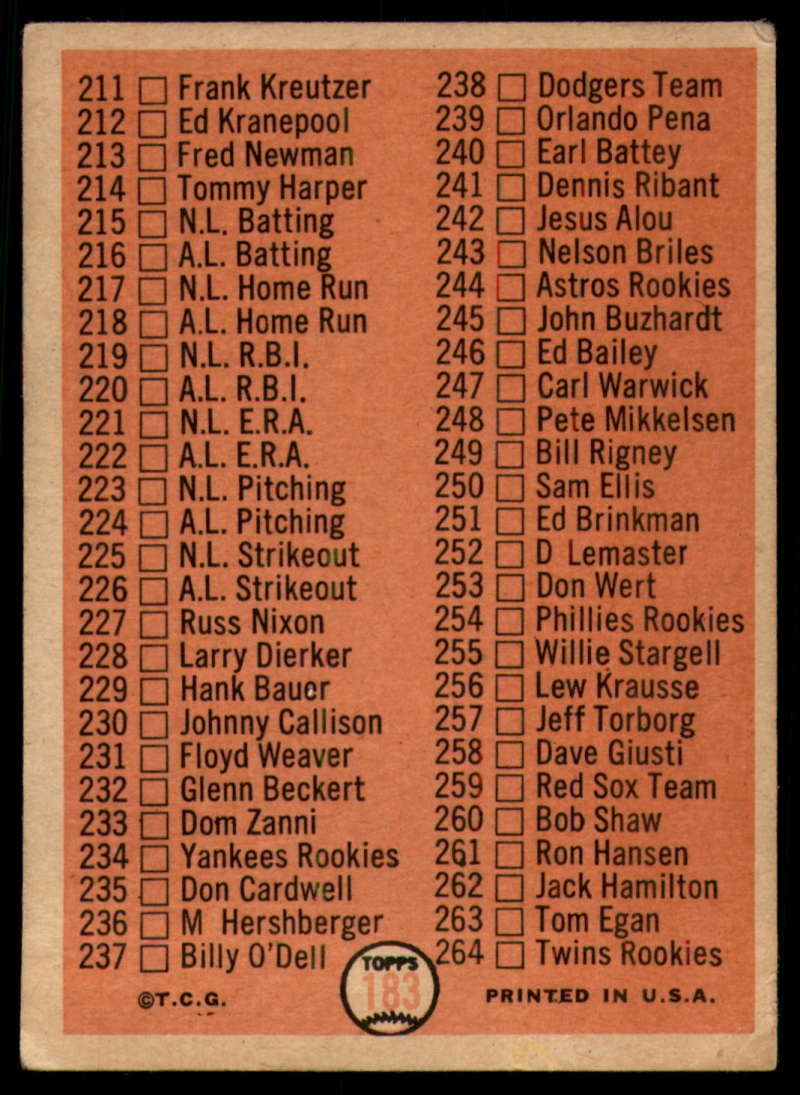 211 Frank Kreutzer
212 Ed Kranepool
213 Fred Newman
214 Tommy Harper
215 N.L. Batting
216 A.L. Batting
217 N.L. Home Run
218 A.L. Home Run
219 N.L. R.B.I.
220 A.L. R.B.I.
221 N.L. E.R.A.
222 A.L. E.R.A.
223 N.L. Pitching
224 A.L. Pitching
225 N.L. Strikeout
226 A.L. Strikeout
227 Russ Nixon
228 Larry Dierker
229 Hank Bauer
230 Johnny Callison
231 Floyd Weaver
232 Glenn Beckert
233 Dom Zanni
234 Yankees Rookies
235 Don Cardwell
236 M Hershberger
237 Billy O'Dell
238 Dodgers Team
239 Orlando Pena
240 Earl Battey
241 Dennis Ribant
242 Jesus Alou
243 Nelson Briles
244 Astros Rookies
245 John Buzhardt
246 Ed Bailey
247 Carl Warwick
248 Pete Mikkelsen
249 Bill Rigney
250 Sam Ellis
251 Ed Brinkman
252 D Lemaster
253 Don Wert
254 Phillies Rookies
255 Willie Stargell
256 Lew Krausse
257 Jeff Torborg
258 Dave Giusti
259 Red Sox Team
260 Bob Shaw
261 Ron Hansen
262 Jack Hamilton
263 Tom Egan
264 Twins Rookies
©T.C.G.
TOPPS
183
PRINTED IN U.S.A.